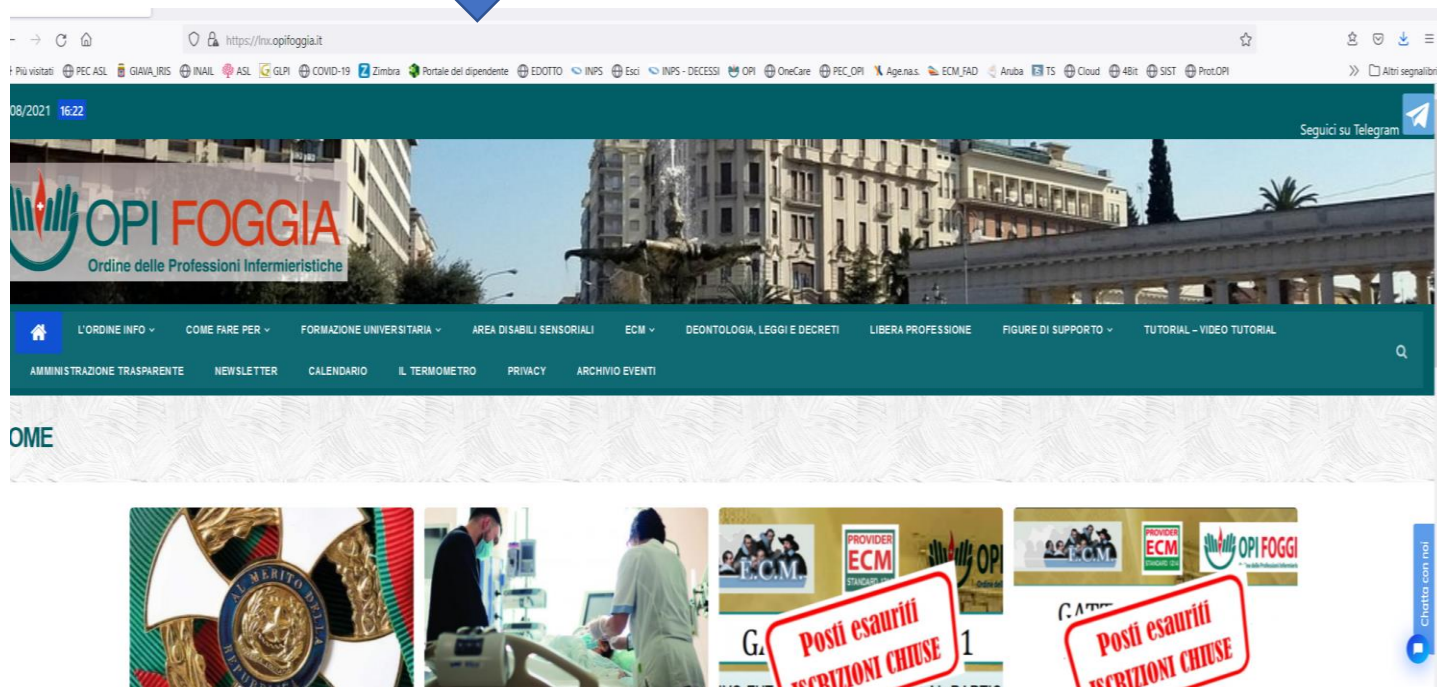 https://lnx.opifoggia.it
Più visitati PEC ASL GIAVA_IRIS INAIL ASL GLPI COVID-19 Zimbra Portale del dipendente EDOTTO INPS Esci INPS - DECESSI OPI OneCare PEC_OPI Age.na.s. ECM_FAD Aruba TS Cloud 4Bit SIST Prot.OPI Altri segnalibri
08/2021 16:22
Seguici su Telegram
OPI FOGGIA
Ordine delle Professioni Infermieristiche
L'ORDINE INFO COME FARE PER FORMAZIONE UNIVERSITARIA AREA DISABILI SENSORIALI ECM DEONTOLOGIA, LEGGI E DECRETI LIBERA PROFESSIONE FIGURE DI SUPPORTO TUTORIAL – VIDEO TUTORIAL
AMMINISTRAZIONE TRASPARENTE NEWSLETTER CALENDARIO IL TERMOMETRO PRIVACY ARCHIVIO EVENTI
OME
AL MERITO DELLA REPUBBLICA
E.C.M. PROVIDER ECM STANDARD OPI
Posti esauriti
ISCRIZIONI CHIUSE
E.C.M. PROVIDER ECM STANDARD OPI FOGGI
Posti esauriti
ISCRIZIONI CHIUSE
Chatta con noi